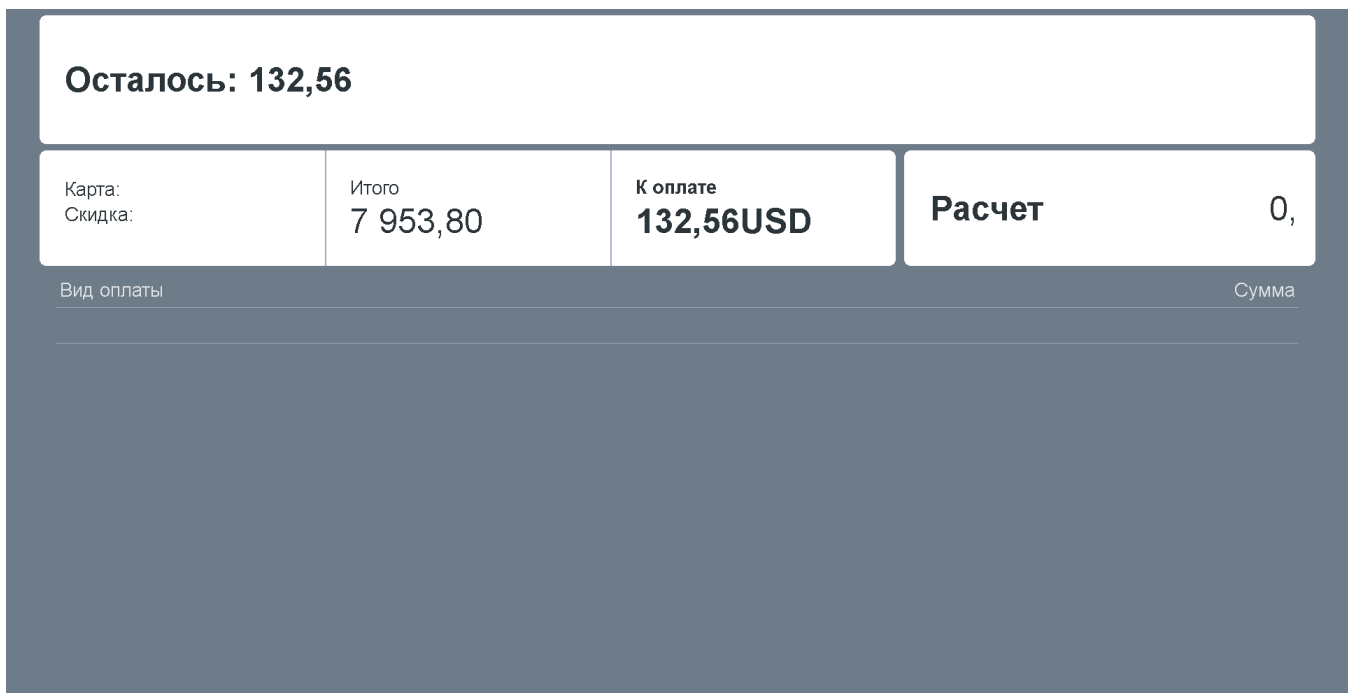 Осталось: 132,56
Карта:
Скидка:
Итого
7 953,80
К оплате
132,56USD
Расчет 0,
Вид оплаты Сумма